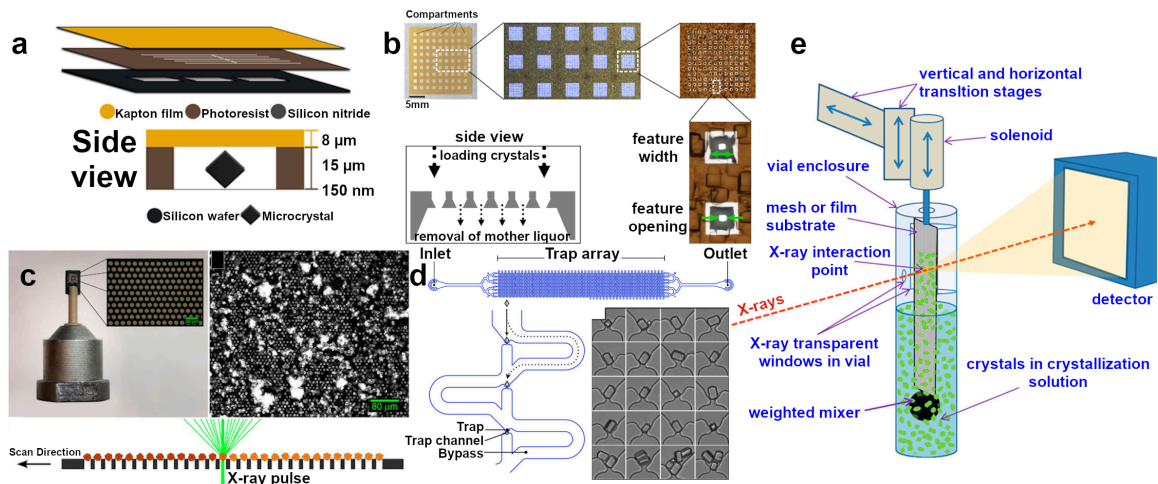 a
Kapton film
Photoresist
Silicon nitride
Side
view
8 µm
15 µm
150 nm
Silicon wafer
Microcrystal
b
Compartments
5mm
side view
loading crystals
removal of mother liquor
feature
width
feature
opening
c
80 µm
Scan Direction
X-ray pulse
d
Inlet
Trap array
Outlet
Trap
Trap channel
Bypass
e
vertical and horizontal
transltion stages
solenoid
vial enclosure
mesh or film
substrate
X-ray interaction
point
X-rays
detector
X-ray transparent
windows in vial
crystals in crystallization
solution
weighted mixer